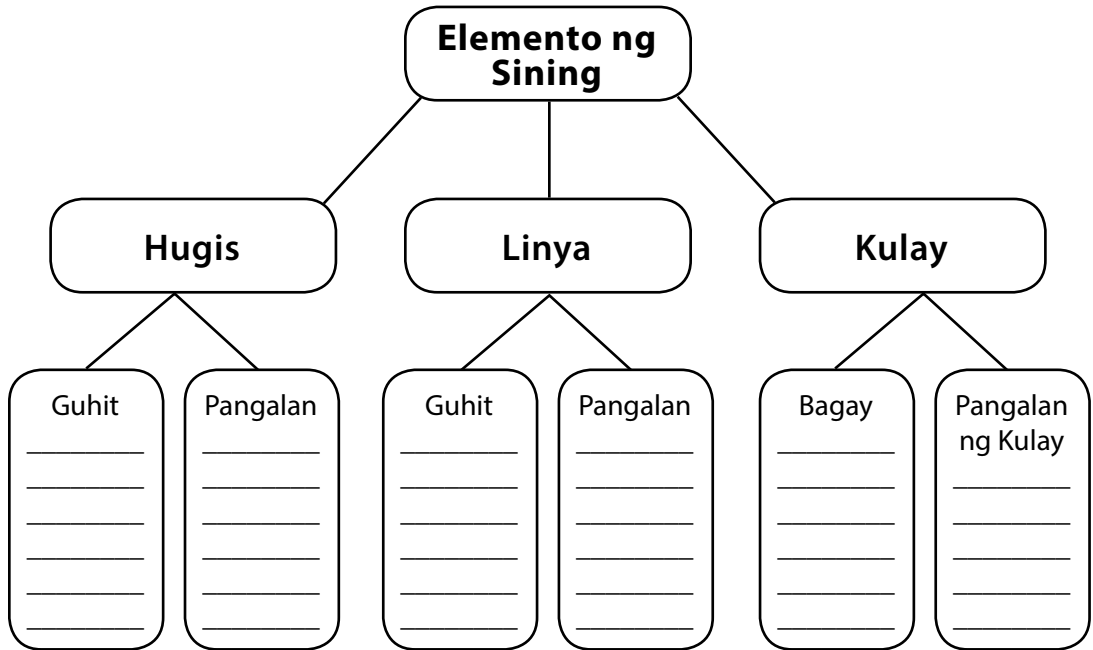 Elemento ng
Sining
Hugis
Linya
Kulay
Guhit
Pangalan
Guhit
Pangalan
Bagay
Pangalan
ng Kulay